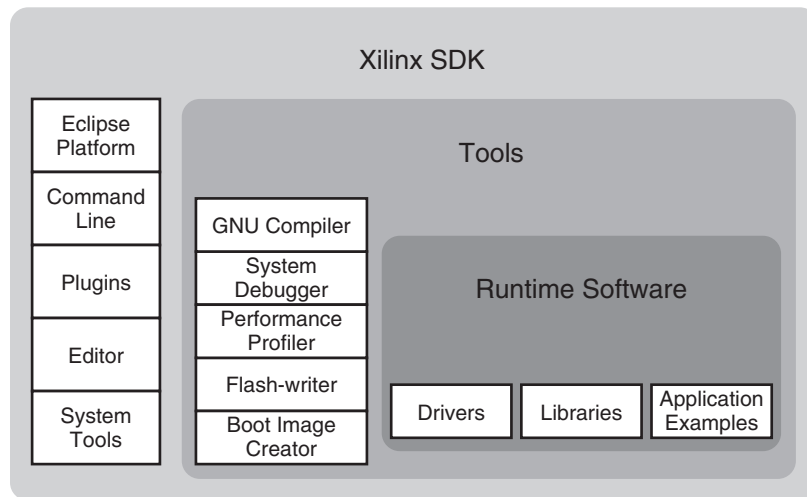 Xilinx SDK
Eclipse
Platform
Command
Line
Plugins
Editor
System
Tools
Tools
GNU Compiler
System
Debugger
Performance
Profiler
Flash-writer
Boot Image
Creator
Runtime Software
Drivers
Libraries
Application
Examples